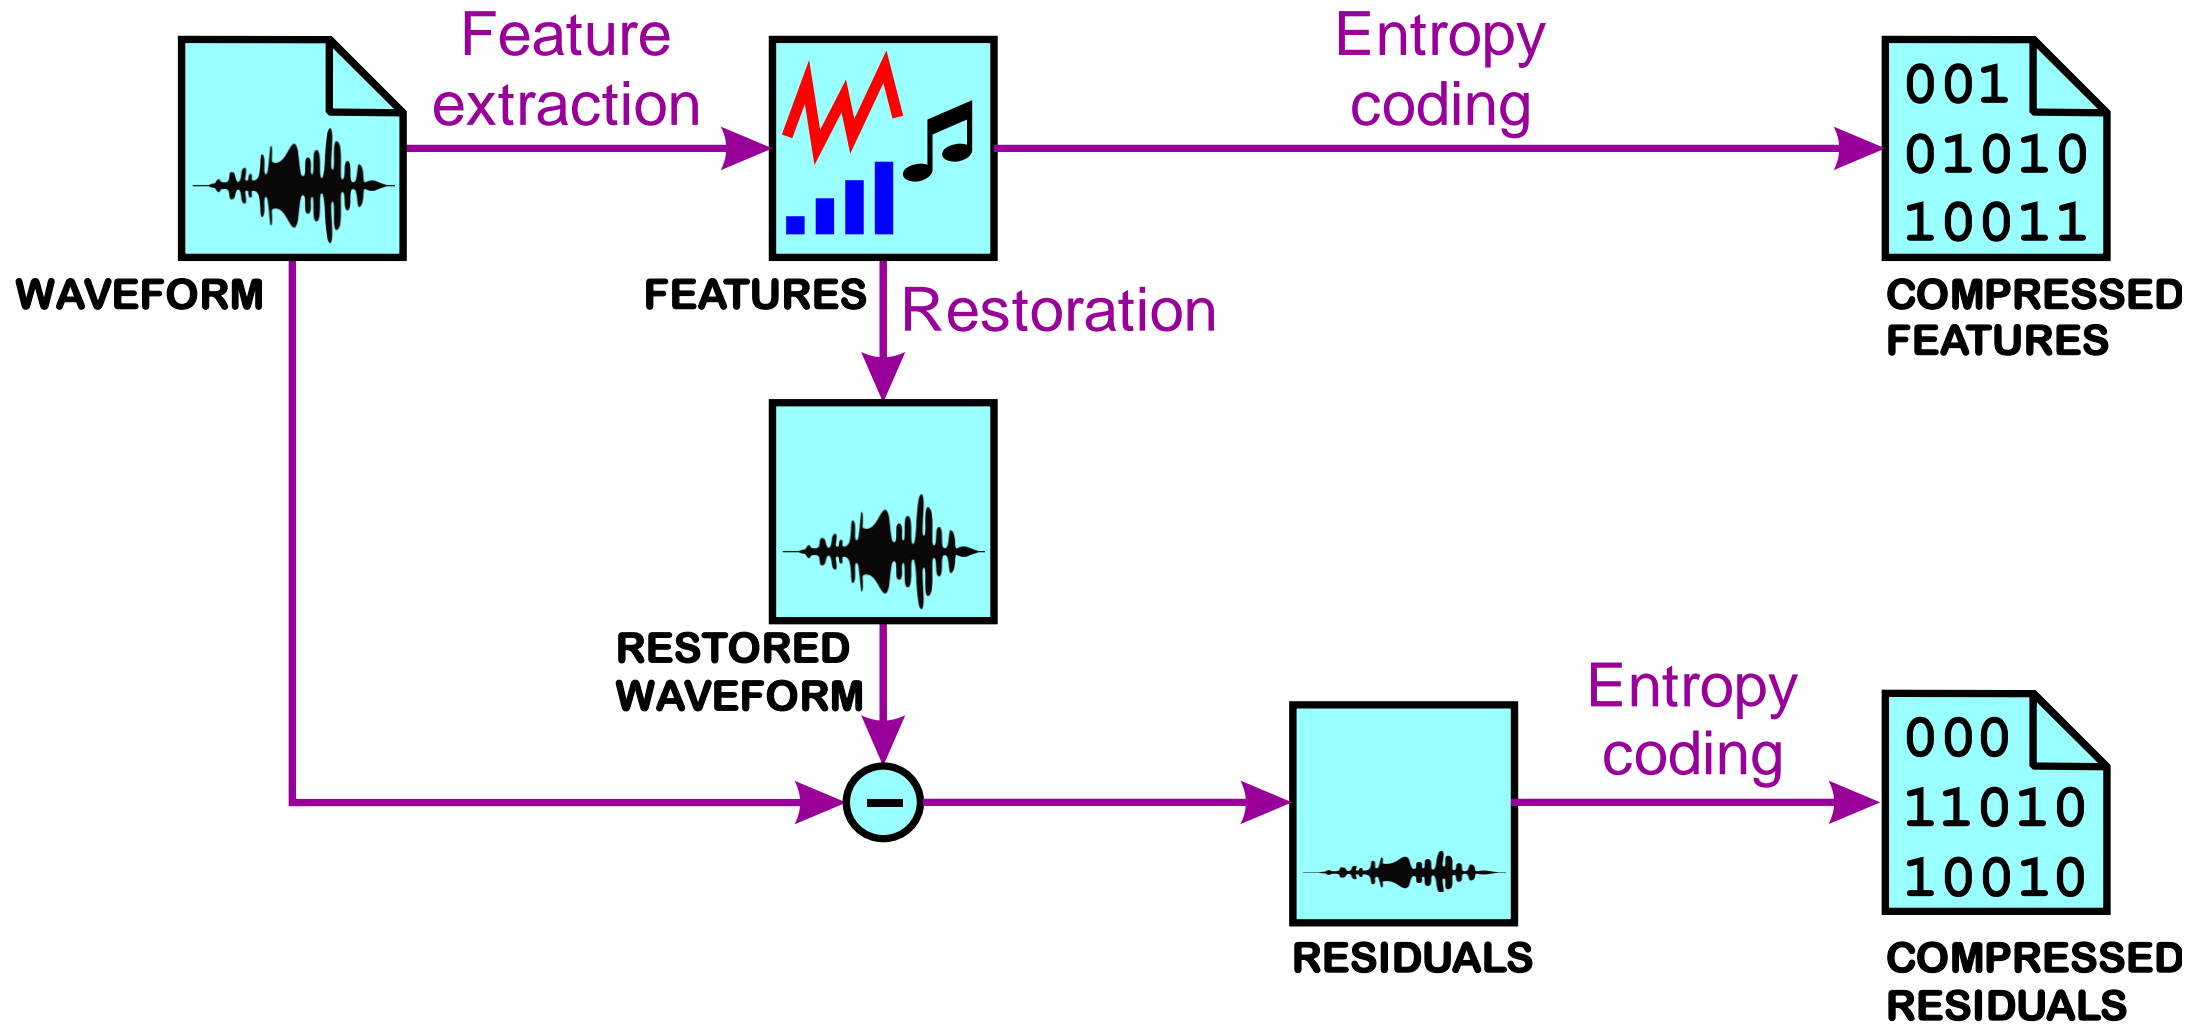 Feature
extraction
Entropy
coding
001
01010
10011
WAVEFORM
FEATURES
Restoration
COMPRESSED
FEATURES
RESTORED
WAVEFORM
Entropy
coding
000
11010
10010
RESIDUALS
COMPRESSED
RESIDUALS